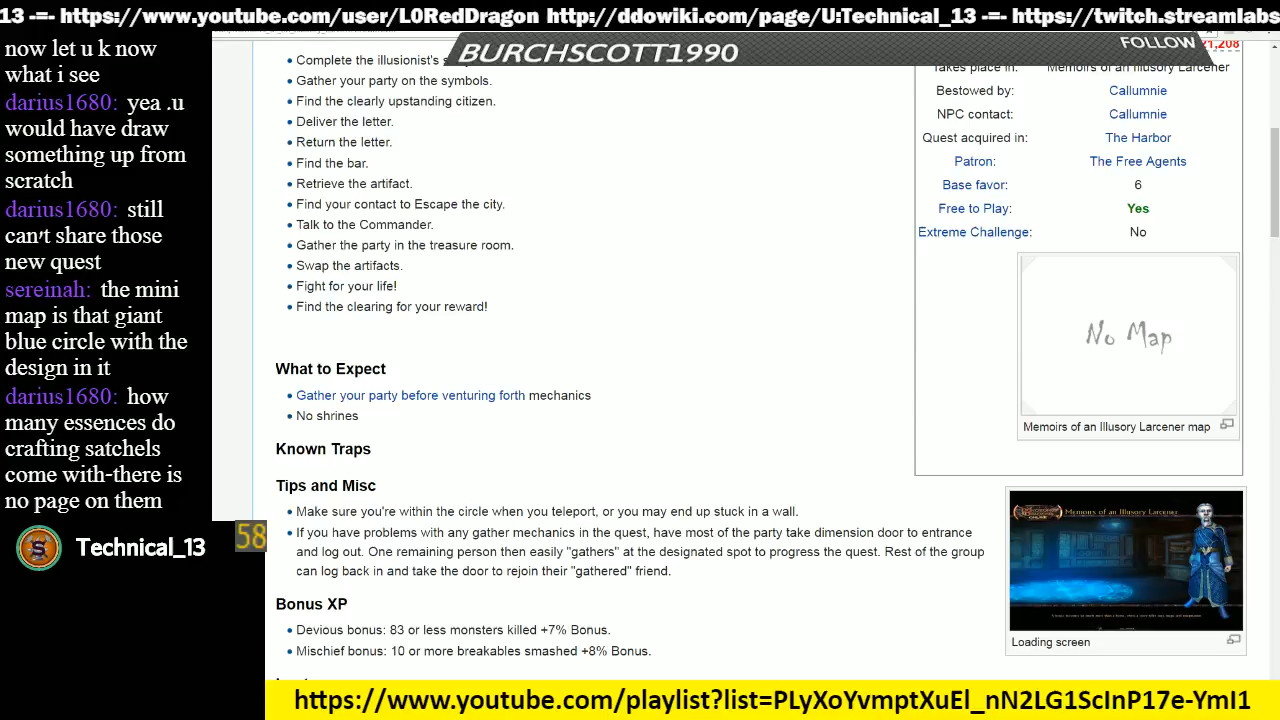 13 -=- https://www.youtube.com/user/L0RedDragon http://ddowiki.com/page/U:Technical_13 -=- https://twitch.streamlabs
BURCHSCOTT1990
FOLLOW
21,208
now let u k now
what i see
darius1680: yea .u
would have draw
something up from
scratch
darius1680: still
can't share those
new quest
sereinah: the mini
map is that giant
blue circle with the
design in it
darius1680: how
many essences do
crafting satchels
come with-there is
no page on them
Technical_13
58
Complete the illusionist's
Gather your party on the symbols.
Find the clearly upstanding citizen.
Deliver the letter.
Return the letter.
Find the bar.
Retrieve the artifact.
Find your contact to Escape the city.
Talk to the Commander.
Gather the party in the treasure room.
Swap the artifacts.
Fight for your life!
Find the clearing for your reward!
What to Expect
Gather your party before venturing forth mechanics
No shrines
Known Traps
Tips and Misc
Make sure you're within the circle when you teleport, or you may end up stuck in a wall.
If you have problems with any gather mechanics in the quest, have most of the party take dimension door to entrance
and log out. One remaining person then easily "gathers" at the designated spot to progress the quest. Rest of the group
can log back in and take the door to rejoin their "gathered" friend.
Bonus XP
Devious bonus: 83 or less monsters killed +7% Bonus.
Mischief bonus: 10 or more breakables smashed +8% Bonus.
Takes place in: Memoirs of an Illusory Larcener
Bestowed by: Callumnie
NPC contact: Callumnie
Quest acquired in: The Harbor
Patron: The Free Agents
Base favor: 6
Free to Play: Yes
Extreme Challenge: No
No Map
Memoirs of an Illusory Larcener map
Memoirs of an Illusory Larcener
Loading screen
https://www.youtube.com/playlist?list=PLyXoYvmptXuEl_nN2LG1ScInP17e-YmI1